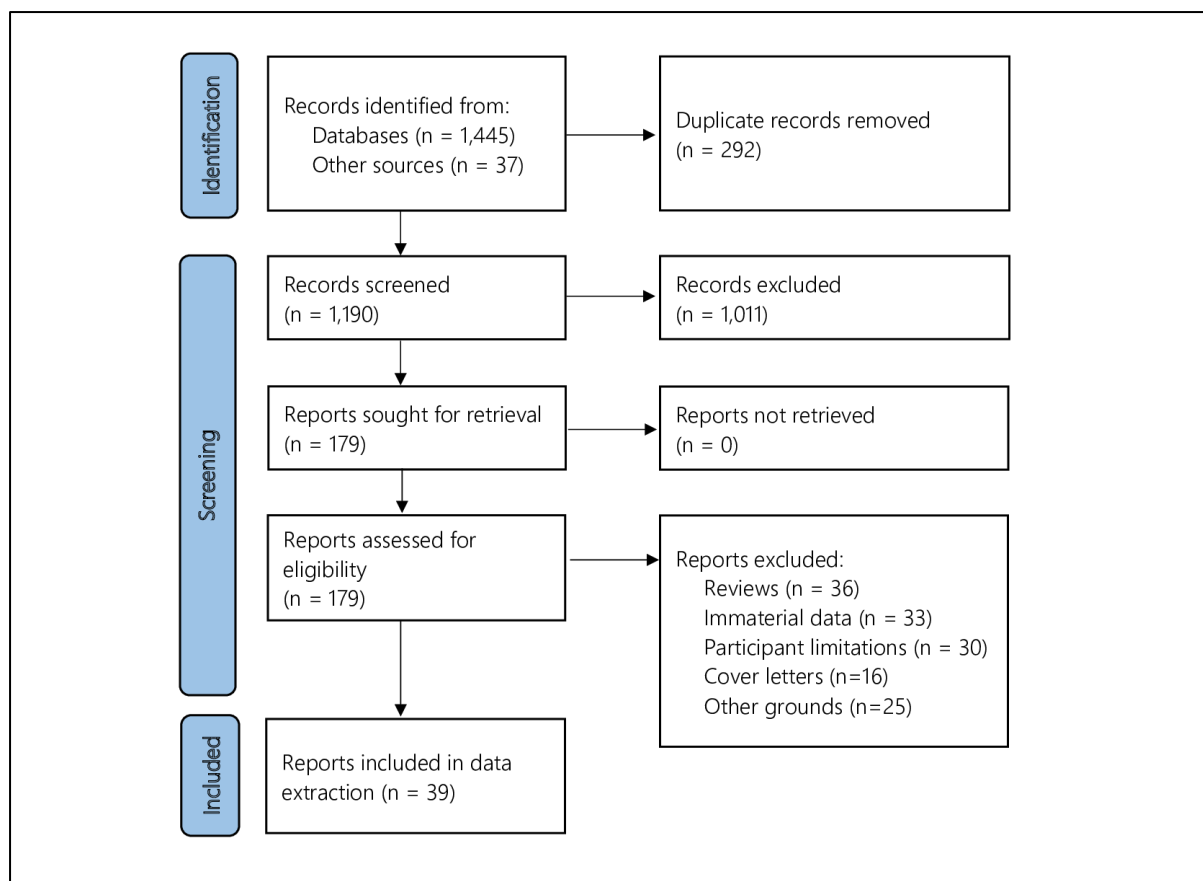 Identification
Records identified from:
Databases (n = 1,445)
Other sources (n = 37)
Duplicate records removed
(n = 292)
Screening
Records screened
(n = 1,190)
Records excluded
(n = 1,011)
Reports sought for retrieval
(n = 179)
Reports not retrieved
(n = 0)
Reports assessed for
eligibility
(n = 179)
Reports excluded:
Reviews (n = 36)
Immaterial data (n = 33)
Participant limitations (n = 30)
Cover letters (n=16)
Other grounds (n=25)
Included
Reports included in data
extraction (n = 39)